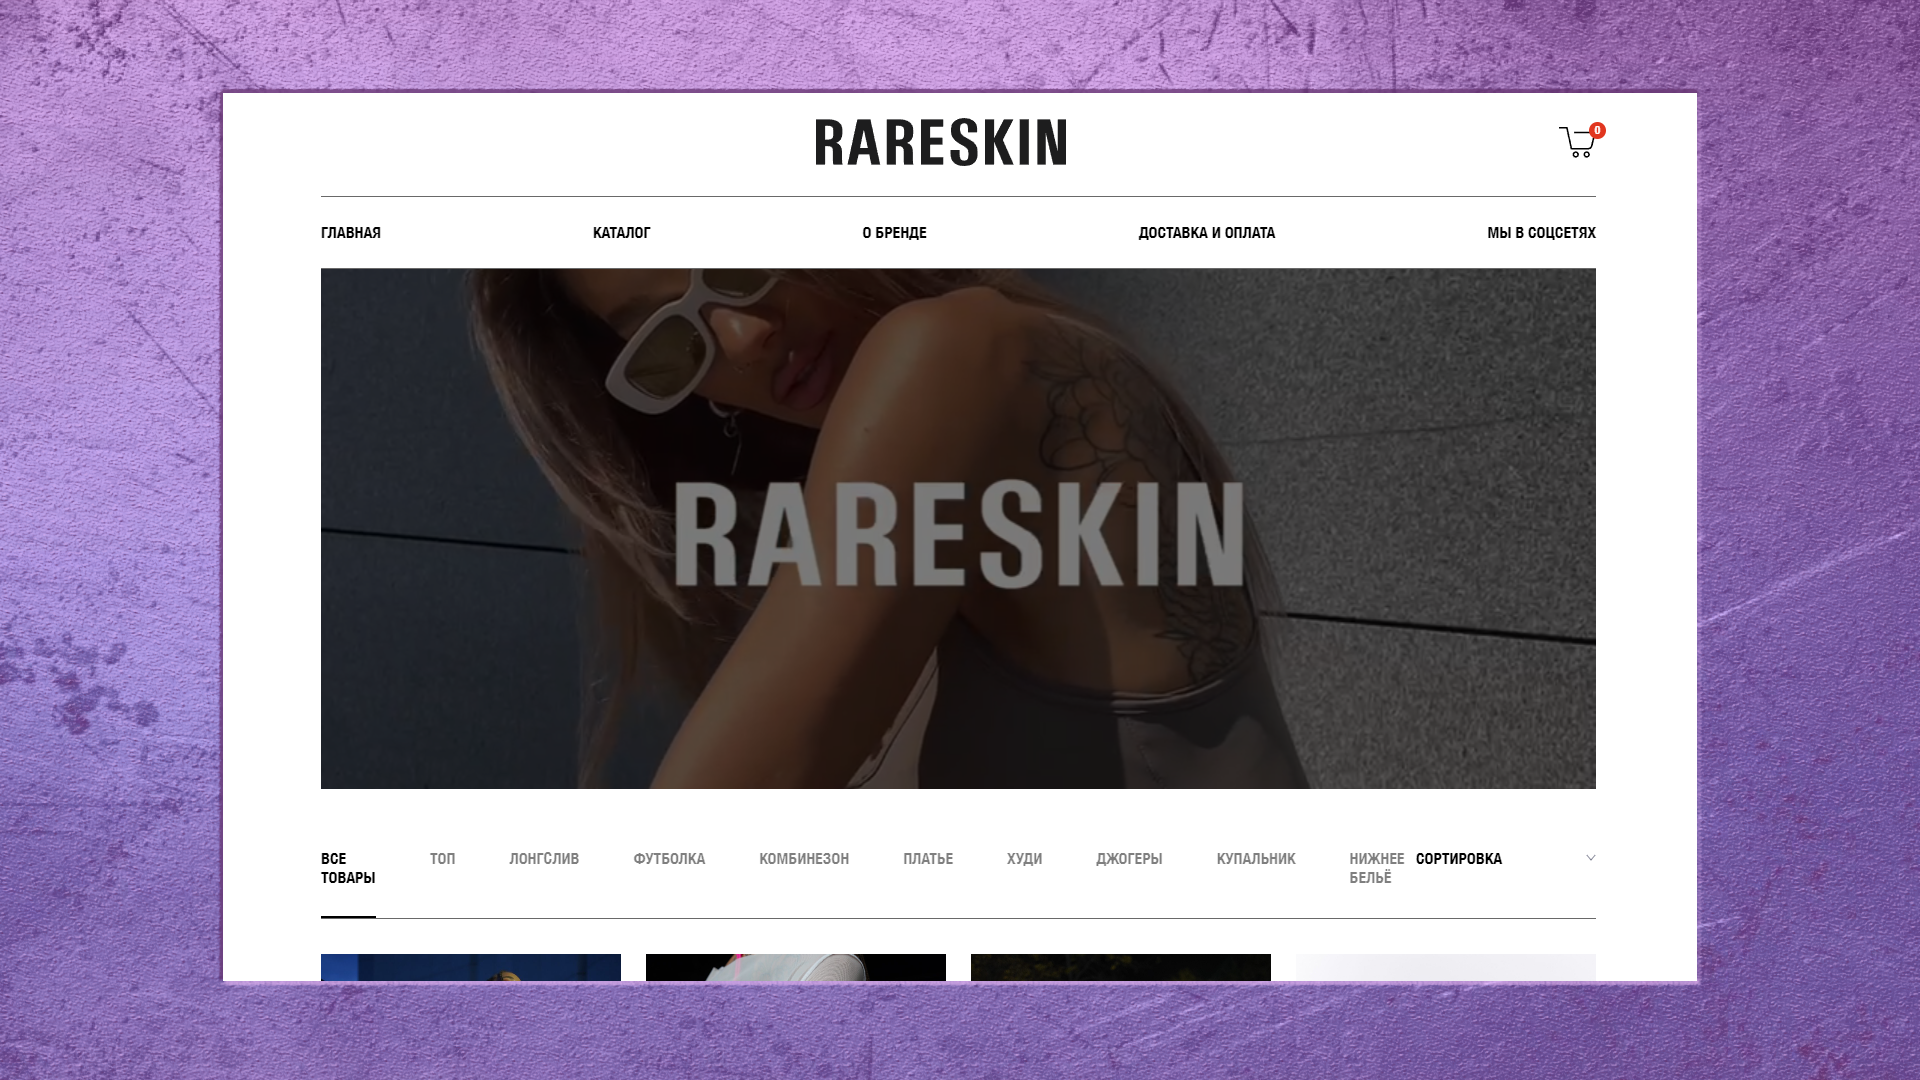 RARESKIN
0
ГЛАВНАЯ КАТАЛОГ О БРЕНДЕ ДОСТАВКА И ОПЛАТА МЫ В СОЦСЕТЯХ
RARESKIN
ВСЕ ТОП ЛОНГСЛИВ ФУТБОЛКА КОМБИНЕЗОН ПЛАТЬЕ ХУДИ ДЖОГЕРЫ КУПАЛЬНИК НИЖНЕЕ СОРТИРОВКА
ТОВАРЫ БЕЛЬЁ